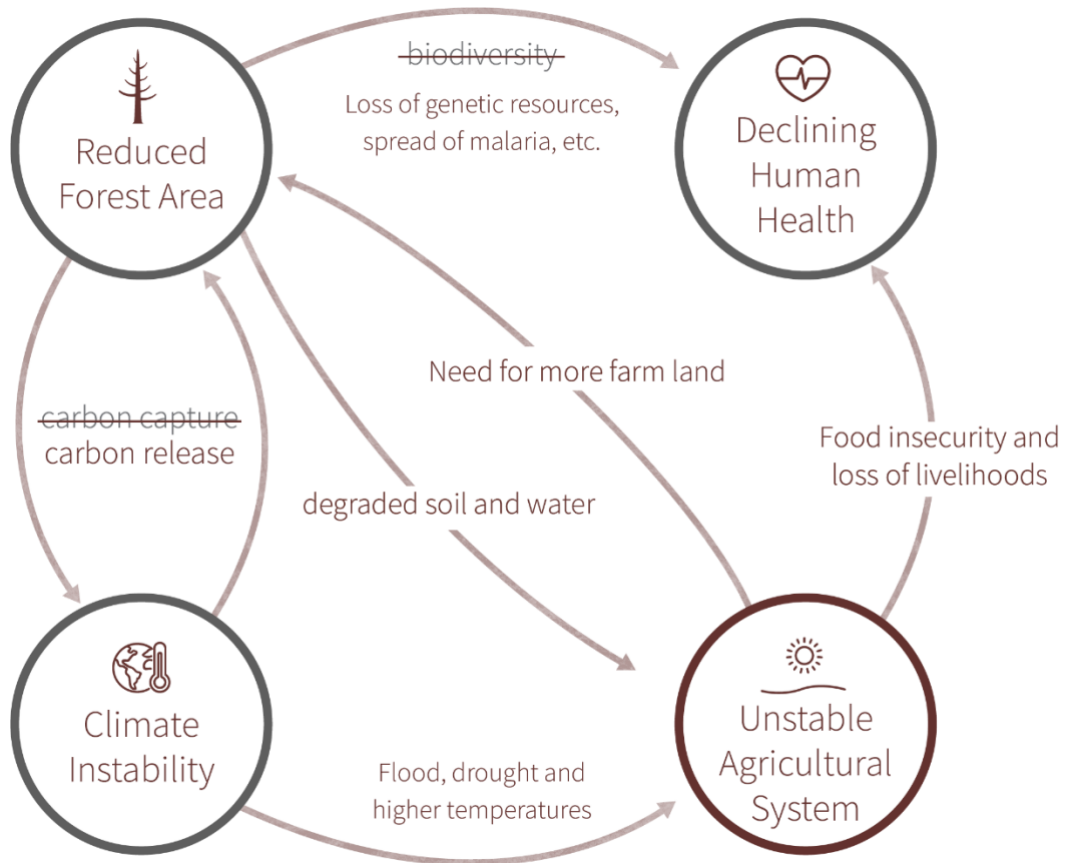 biodiversity
Loss of genetic resources,
spread of malaria, etc.
Reduced
Forest Area
Declining
Human
Health
Need for more farm land
carbon capture
carbon release
Food insecurity and
loss of livelihoods
degraded soil and water
Climate
Instability
Flood, drought and
higher temperatures
Unstable
Agricultural
System